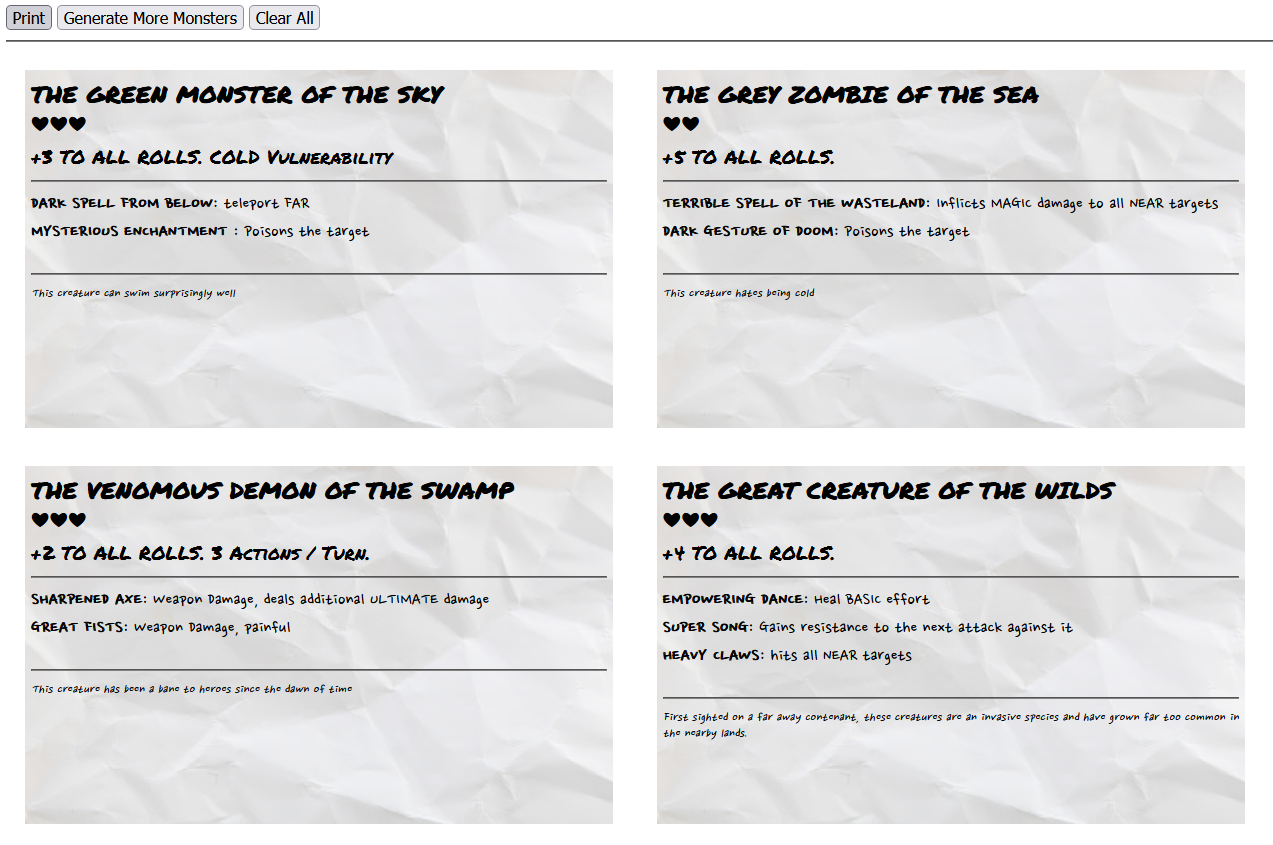 Print Generate More Monsters Clear All
THE GREEN MONSTER OF THE SKY
+3 TO ALL ROLLS. COLD Vulnerability
DARK SPELL FROM BELOW: teleport FAR
MYSTERIOUS ENCHANTMENT : Poisons the target
This creature can swim surprisingly well
THE GREY ZOMBIE OF THE SEA
+5 TO ALL ROLLS.
TERRIBLE SPELL OF THE WASTELAND: Inflicts MAGIC damage to all NEAR targets
DARK GESTURE OF DOOM: Poisons the target
This creature hates being cold
THE VENOMOUS DEMON OF THE SWAMP
+2 TO ALL ROLLS. 3 Actions / Turn.
SHARPENED AXE: Weapon Damage, deals additional ULTIMATE damage
GREAT FISTS: Weapon Damage, painful
This creature has been a bane to heroes since the dawn of time
THE GREAT CREATURE OF THE WILDS
+4 TO ALL ROLLS.
EMPOWERING DANCE: Heal BASIC effort
SUPER SONG: Gains resistance to the next attack against it
HEAVY CLAWS: hits all NEAR targets
First sighted on a far away contenant, these creatures are an invasive species and have grown far too common in
the nearby lands.